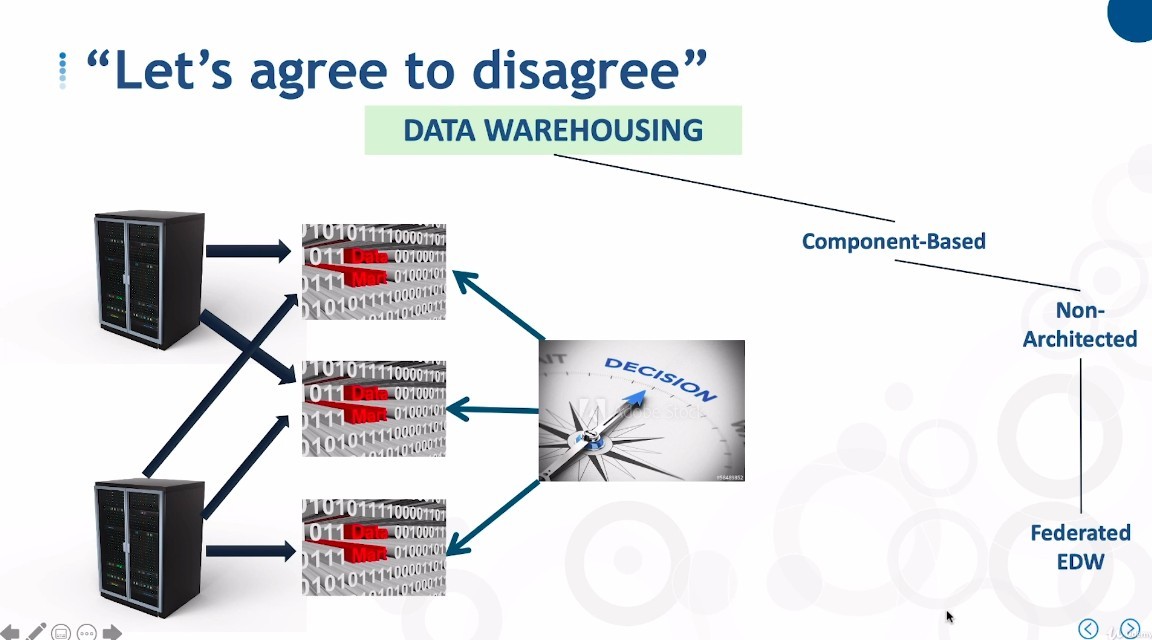 “Let’s agree to disagree”
DATA WAREHOUSING
Component-Based
Non-
Architected
Federated
EDW
Data
Mart
Data
Mart
Data
Mart
DECISION